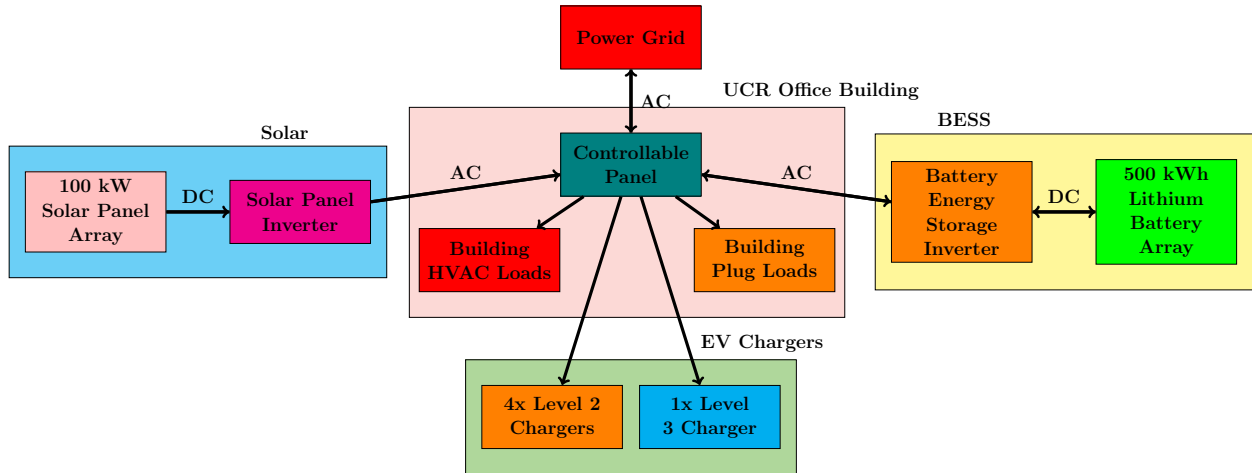 Power Grid
AC
UCR Office Building
Solar
BESS
100 kW
Solar Panel
Array
DC
Solar Panel
Inverter
AC
Controllable
Panel
AC
Battery
Energy
Storage
Inverter
DC
500 kWh
Lithium
Battery
Array
Building
HVAC Loads
Building
Plug Loads
EV Chargers
4x Level 2
Chargers
1x Level
3 Charger